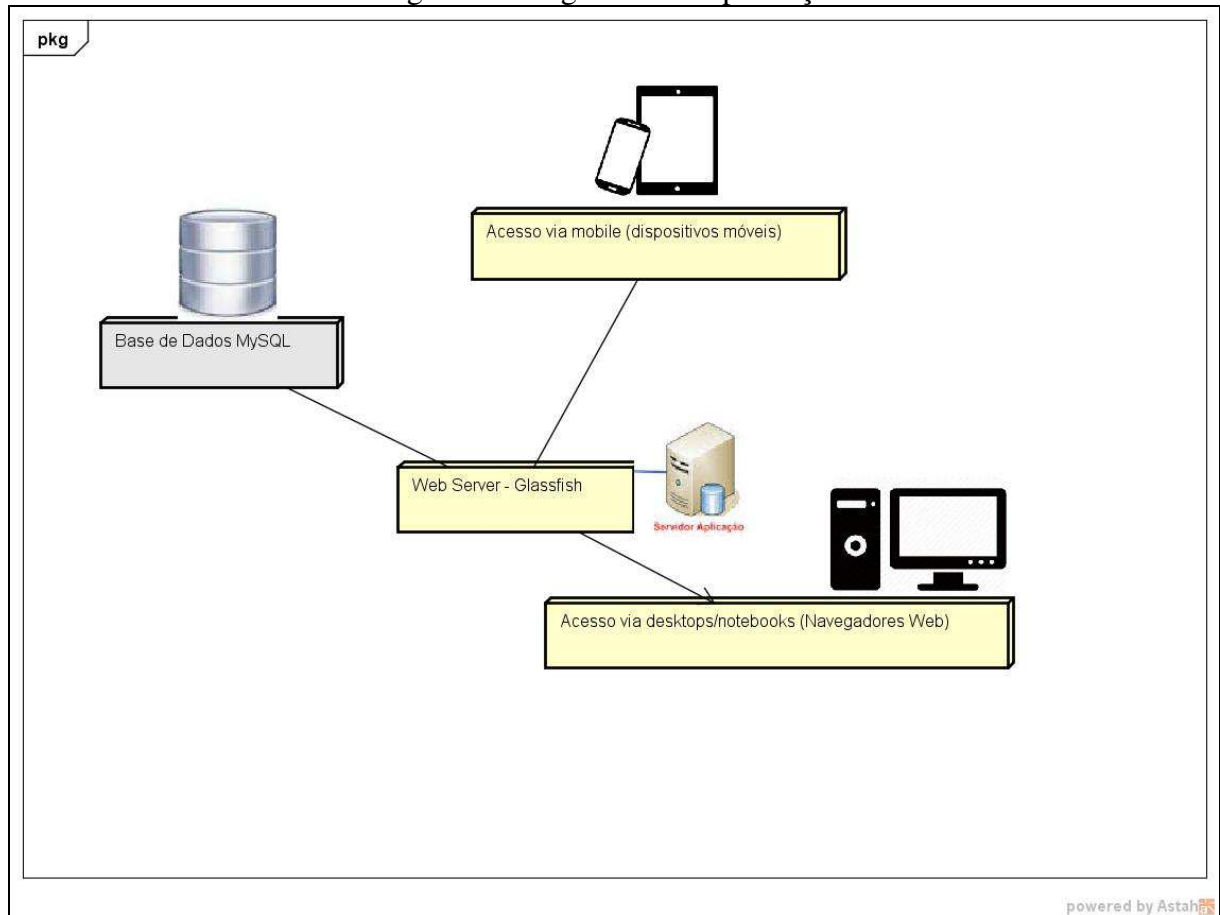 pkg
Acesso via mobile (dispositivos móveis)
Base de Dados MySQL
Web Server - Glassfish
Servidor Aplicação
Acesso via desktops/notebooks (Navegadores Web)
powered by Astah